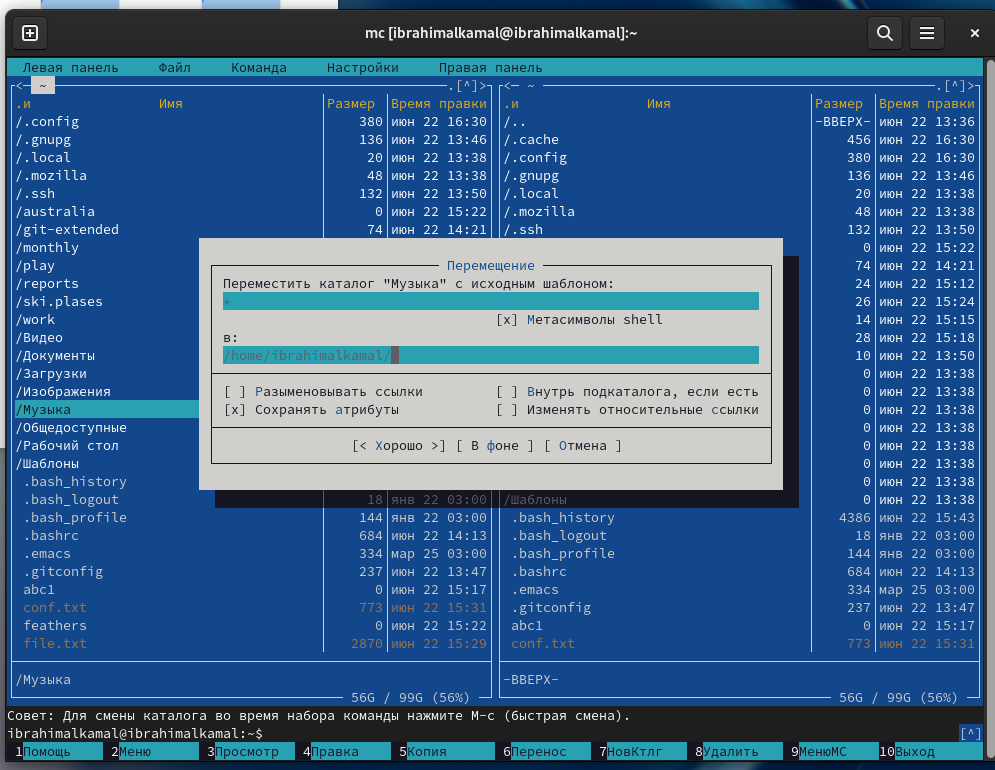 mc [ibrahimalkamal@ibrahimalkamal]:~
Левая панель Файл Команда Настройки Правая панель
<─ ~ .[^]> <─ ~ .[^]>
.и Имя Размер Время правки .и Имя Размер Время правки
/.config 380 июн 22 16:30 /.. -ВВЕРХ- июн 22 13:36
/.gnupg 136 июн 22 13:46 /.cache 456 июн 22 16:30
/.local 20 июн 22 13:38 /.config 380 июн 22 16:30
/.mozilla 48 июн 22 13:38 /.gnupg 136 июн 22 13:46
/.ssh 132 июн 22 13:50 /.local 20 июн 22 13:38
/australia 0 июн 22 15:22 /.mozilla 48 июн 22 13:38
/git-extended 74 июн 22 14:21 /.ssh 132 июн 22 13:50
/monthly 0 июн 22 15:22
/play Перемещение 74 июн 22 14:21
/reports Переместить каталог "Музыка" с исходным шаблоном: 24 июн 22 15:12
/ski.plases * 26 июн 22 15:24
/work [x] Метасимволы shell 14 июн 22 15:15
/Видео в: 28 июн 22 15:18
/Документы /home/ibrahimalkamal/ 10 июн 22 13:50
/Загрузки 0 июн 22 13:38
/Изображения [ ] Разыменовывать ссылки [ ] Внутрь подкаталога, если есть 0 июн 22 13:38
/Музыка [x] Сохранять атрибуты [ ] Изменять относительные ссылки 0 июн 22 13:38
/Общедоступные 0 июн 22 13:38
/Рабочий стол [< Хорошо >] [ В фоне ] [ Отмена ] 0 июн 22 13:38
/Шаблоны 0 июн 22 13:38
.bash_history 0 июн 22 13:38
.bash_logout 18 янв 22 03:00 /Шаблоны 0 июн 22 13:38
.bash_profile 144 янв 22 03:00 .bash_history 4386 июн 22 15:43
.bashrc 684 июн 22 14:13 .bash_logout 18 янв 22 03:00
.emacs 334 мар 25 03:00 .bash_profile 144 янв 22 03:00
.gitconfig 237 июн 22 13:47 .bashrc 684 июн 22 14:13
abc1 0 июн 22 15:17 .emacs 334 мар 25 03:00
conf.txt 773 июн 22 15:31 .gitconfig 237 июн 22 13:47
feathers 0 июн 22 15:22 abc1 0 июн 22 15:17
file.txt 2870 июн 22 15:29 conf.txt 773 июн 22 15:31
/Музыка -ВВЕРХ-
56G / 99G (56%) 56G / 99G (56%)
Совет: Для смены каталога во время набора команды нажмите M-c (быстрая смена).
ibrahimalkamal@ibrahimalkamal:~$ [^]
1Помощь 2Меню 3Просмотр 4Правка 5Копия 6Перенос 7НовКтлг 8Удалить 9МенюMC 10Выход